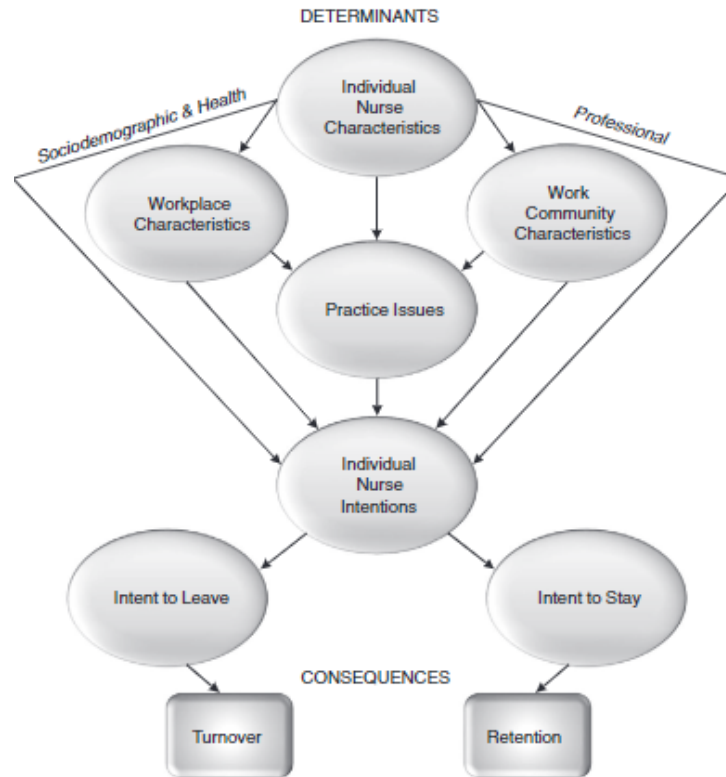 DETERMINANTS
Individual
Nurse
Characteristics
Sociodemographic & Health
Professional
Workplace
Characteristics
Work
Community
Characteristics
Practice Issues
Individual
Nurse
Intentions
Intent to Leave
Intent to Stay
CONSEQUENCES
Turnover
Retention